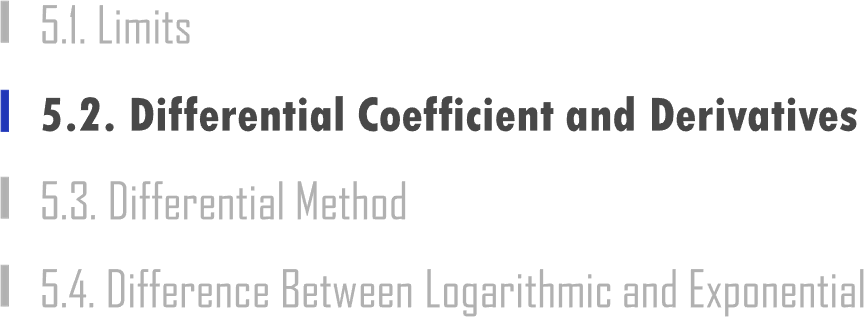 5.1. Limits
5.2. Differential Coefficient and Derivatives
5.3. Differential Method
5.4. Difference Between Logarithmic and Exponential